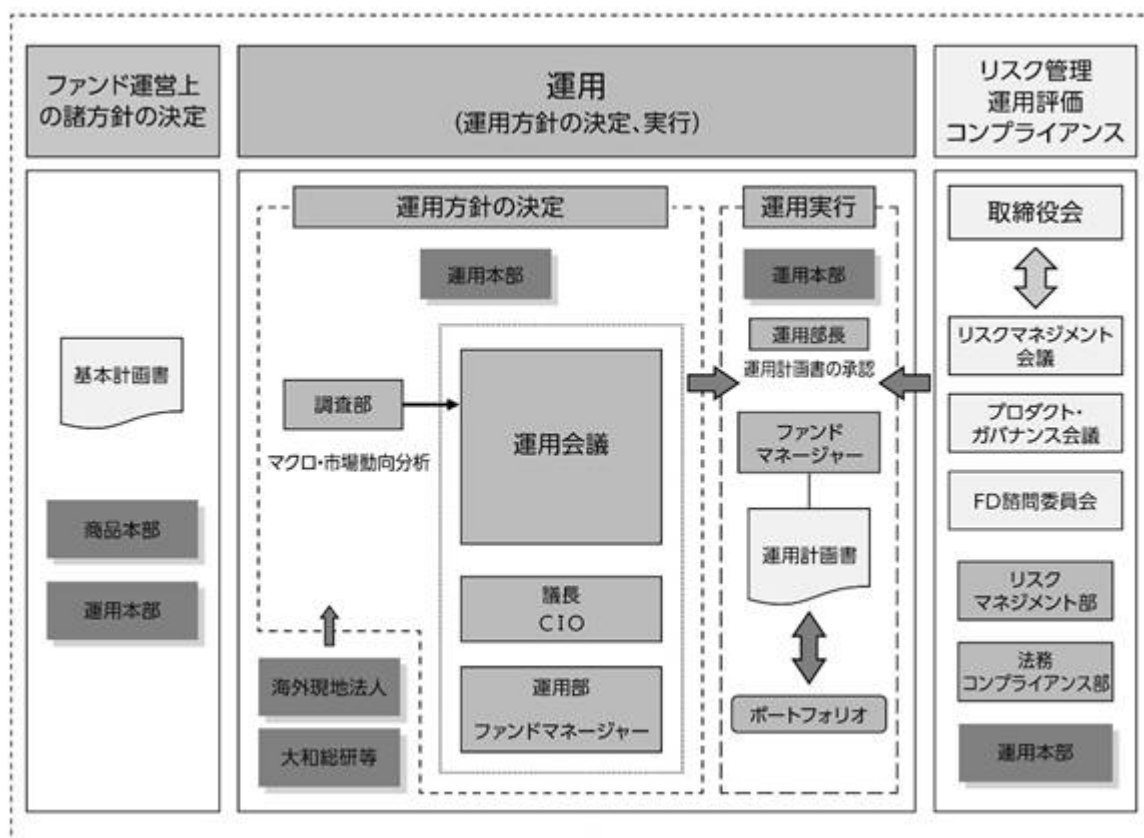 ファンド運営上
の諸方針の決定
運用
(運用方針の決定、実行)
リスク管理
運用評価
コンプライアンス
基本計画書
商品本部
運用本部
運用方針の決定
運用本部
調査部
マクロ・市場動向分析
運用会議
議長
CIO
運用部
ファンドマネージャー
海外現地法人
大和総研等
運用実行
運用本部
運用部長
運用計画書の承認
ファンド
マネージャー
運用計画書
ポートフォリオ
取締役会
リスクマネジメント
会議
プロダクト・
ガバナンス会議
FD諮問委員会
リスク
マネジメント部
法務
コンプライアンス部
運用本部